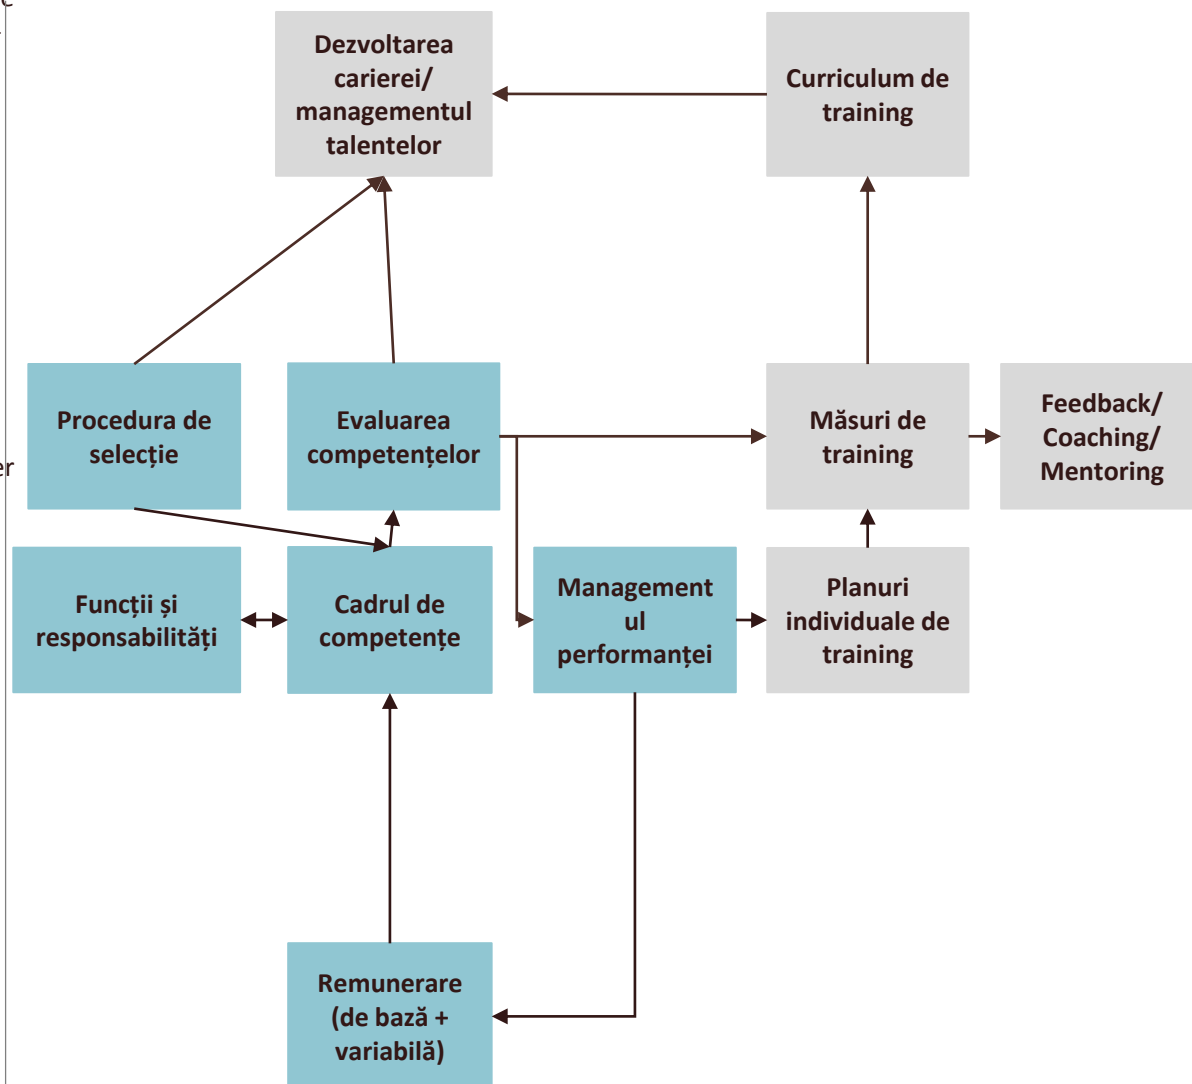 Dezvoltarea
carierei/
managementul
talentelor
Curriculum de
training
Procedura de
selecție
Evaluarea
competențelor
Măsuri de
training
Feedback/
Coaching/
Mentoring
er
Funcții și
responsabilități
Cadrul de
competențe
Management
ul
performanței
Planuri
individuale de
training
Remunerare
(de bază +
variabilă)